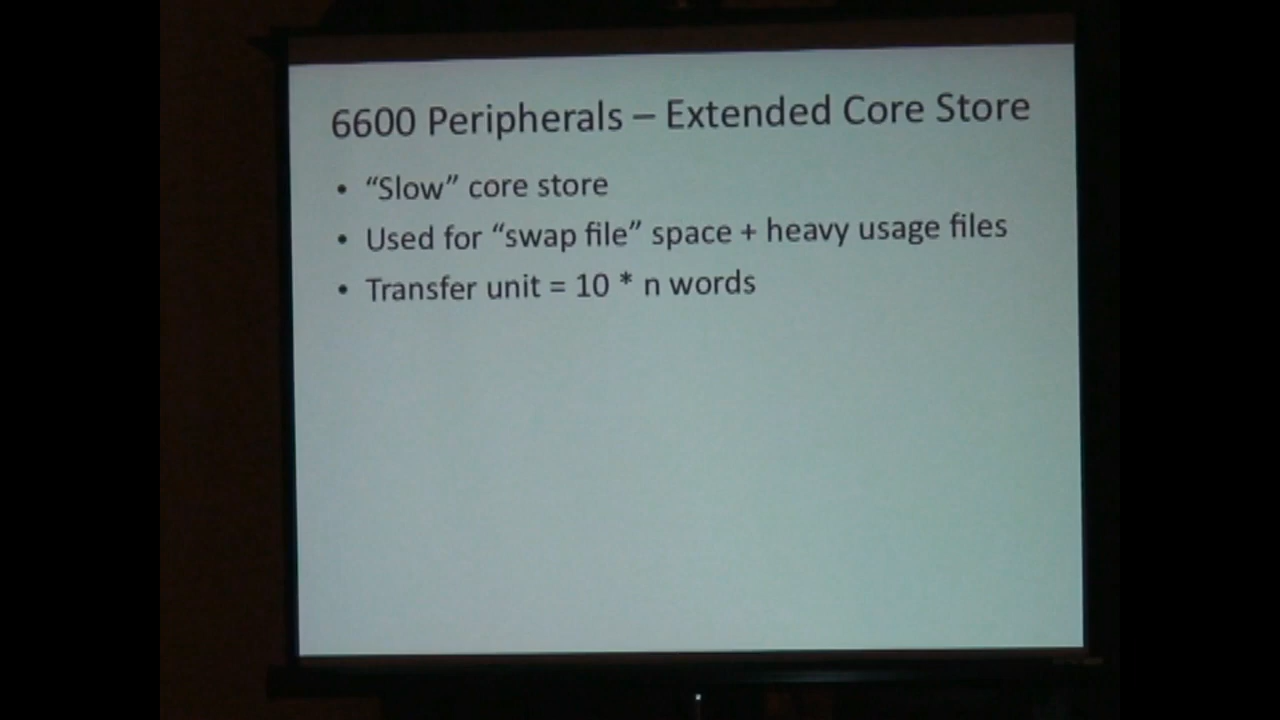 6600 Peripherals – Extended Core Store
• “Slow” core store
• Used for “swap file” space + heavy usage files
• Transfer unit = 10 * n words